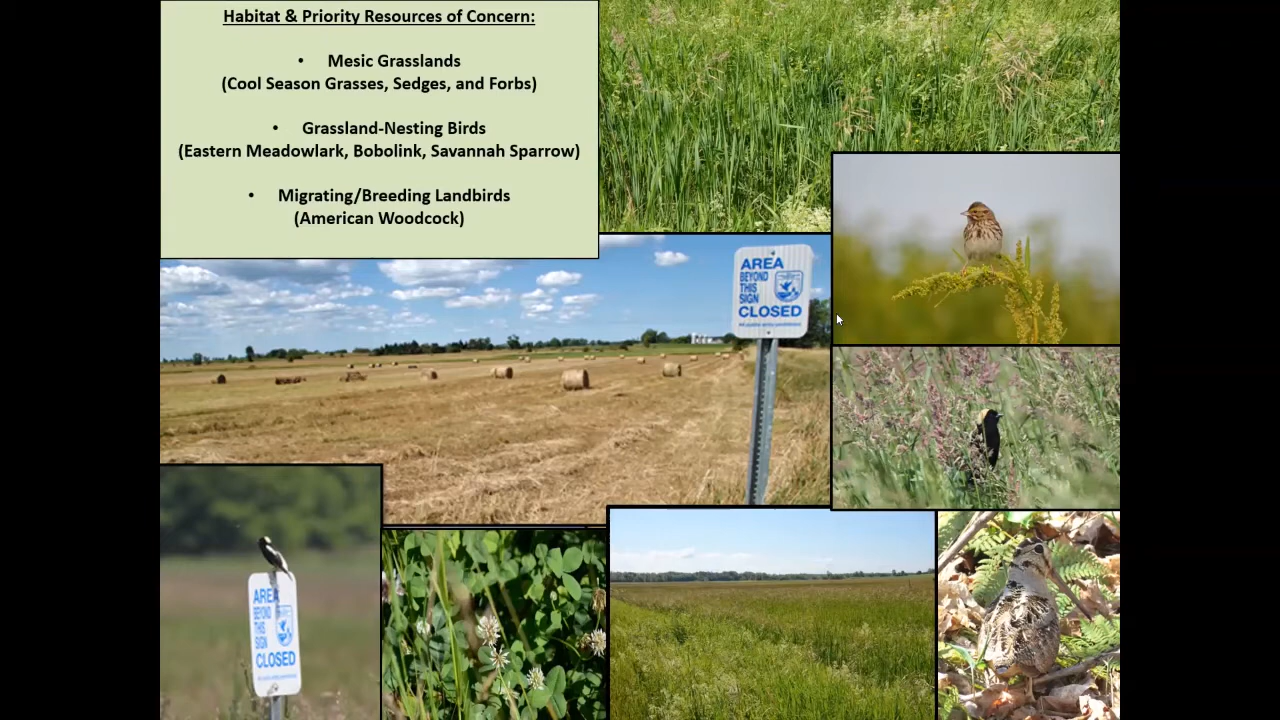 Habitat & Priority Resources of Concern:
• Mesic Grasslands
(Cool Season Grasses, Sedges, and Forbs)
• Grassland-Nesting Birds
(Eastern Meadowlark, Bobolink, Savannah Sparrow)
• Migrating/Breeding Landbirds
(American Woodcock)
AREA
BEYOND
THIS
SIGN
CLOSED
AREA
BEYOND
THIS
SIGN
CLOSED